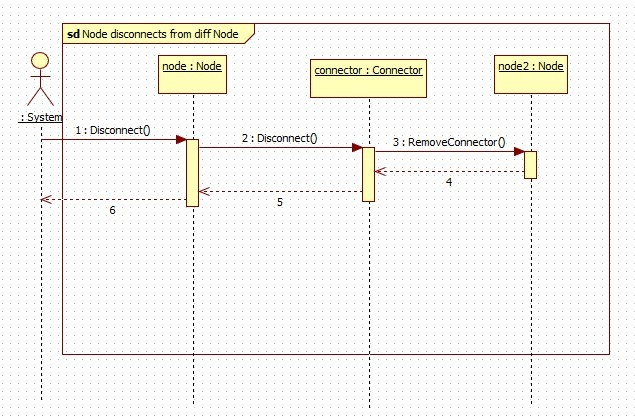 sd Node disconnects from diff Node
node : Node
connector : Connector
node2 : Node
: System
1 : Disconnect()
2 : Disconnect()
3 : RemoveConnector()
4
5
6